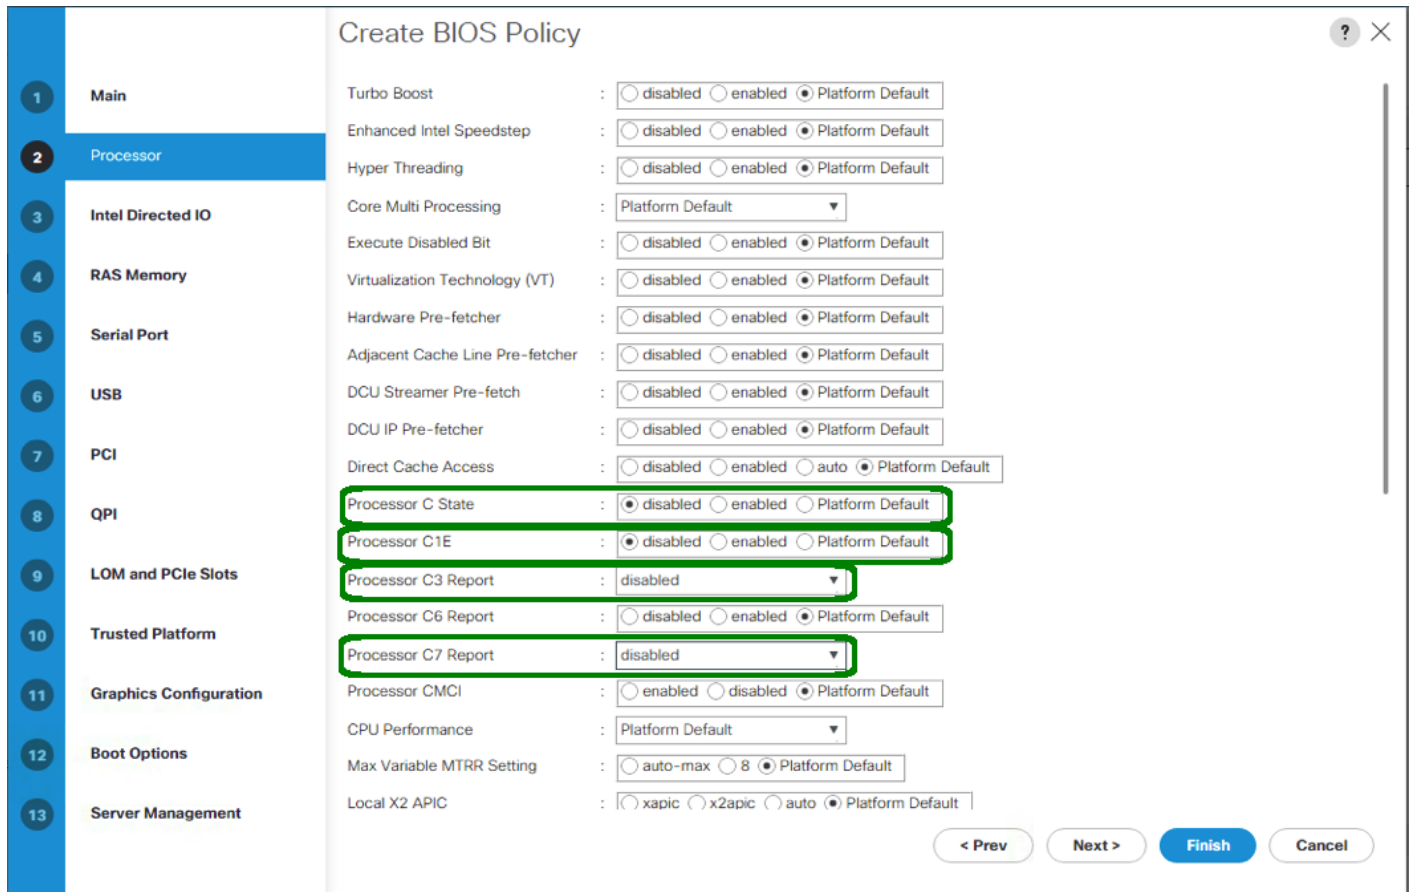 Create BIOS Policy
?
1 Main
2 Processor
3 Intel Directed IO
4 RAS Memory
5 Serial Port
6 USB
7 PCI
8 QPI
9 LOM and PCIe Slots
10 Trusted Platform
11 Graphics Configuration
12 Boot Options
13 Server Management
Turbo Boost : disabled enabled Platform Default
Enhanced Intel Speedstep : disabled enabled Platform Default
Hyper Threading : disabled enabled Platform Default
Core Multi Processing : Platform Default
Execute Disabled Bit : disabled enabled Platform Default
Virtualization Technology (VT) : disabled enabled Platform Default
Hardware Pre-fetcher : disabled enabled Platform Default
Adjacent Cache Line Pre-fetcher : disabled enabled Platform Default
DCU Streamer Pre-fetch : disabled enabled Platform Default
DCU IP Pre-fetcher : disabled enabled Platform Default
Direct Cache Access : disabled enabled auto Platform Default
Processor C State : disabled enabled Platform Default
Processor C1E : disabled enabled Platform Default
Processor C3 Report : disabled
Processor C6 Report : disabled enabled Platform Default
Processor C7 Report : disabled
Processor CMCI : enabled disabled Platform Default
CPU Performance : Platform Default
Max Variable MTRR Setting : auto-max 8 Platform Default
Local X2 APIC : xapic x2apic auto Platform Default
< Prev Next > Finish Cancel